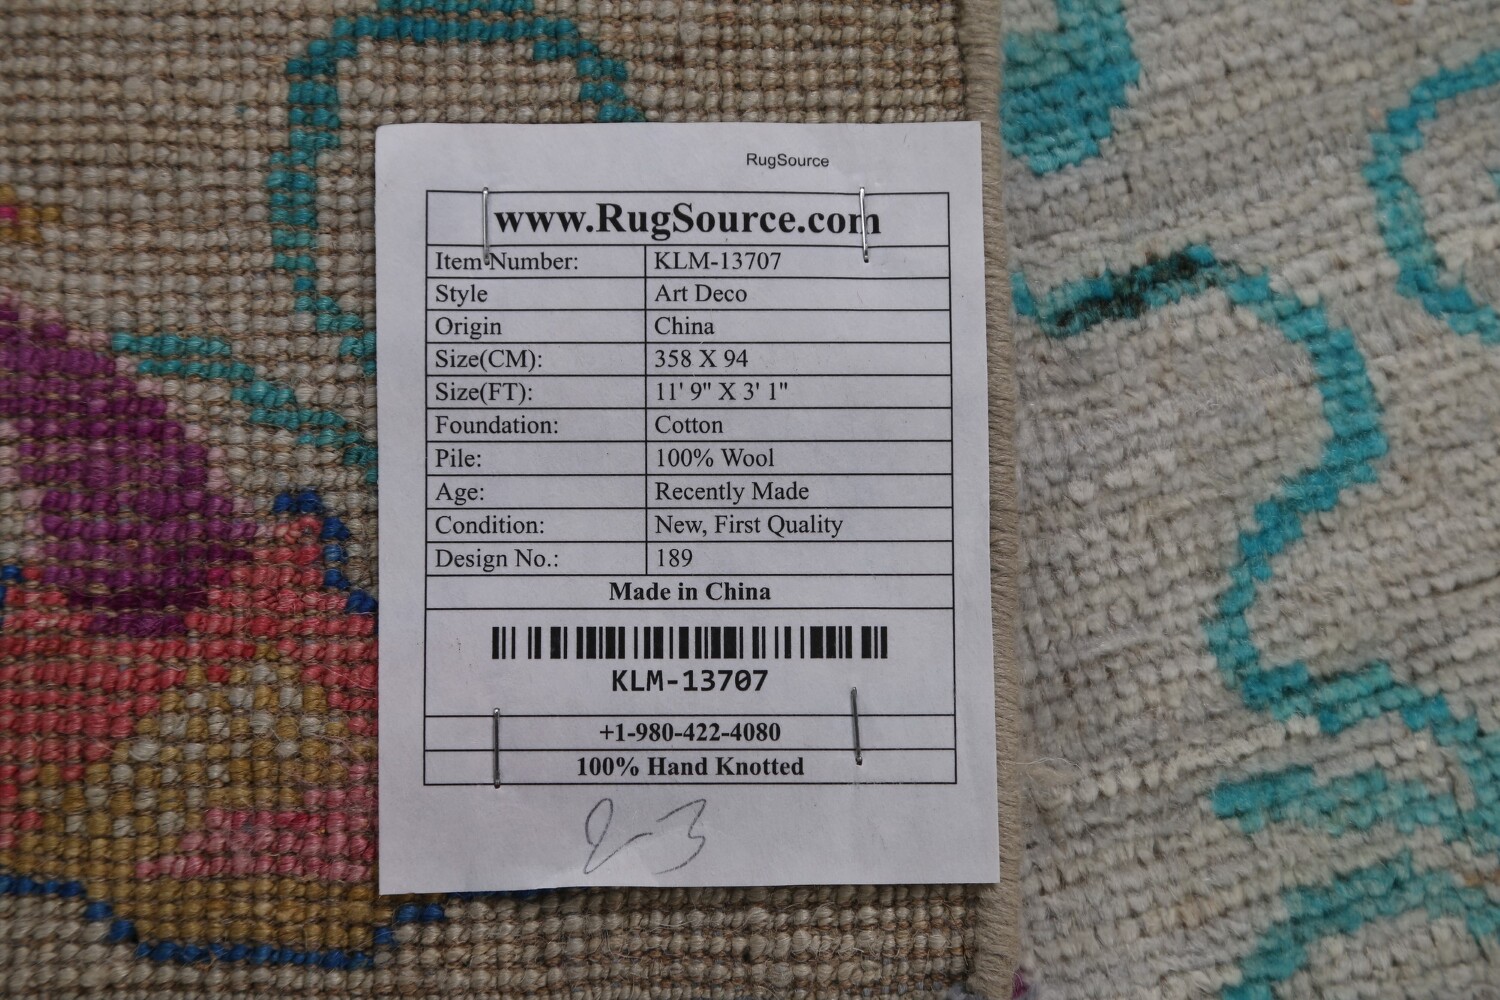 RugSource
www.RugSource.com
Item Number: KLM-13707
Style Art Deco
Origin China
Size(CM): 358 X 94
Size(FT): 11' 9" X 3' 1"
Foundation: Cotton
Pile: 100% Wool
Age: Recently Made
Condition: New, First Quality
Design No.: 189
Made in China
KLM-13707
+1-980-422-4080
100% Hand Knotted
2-3